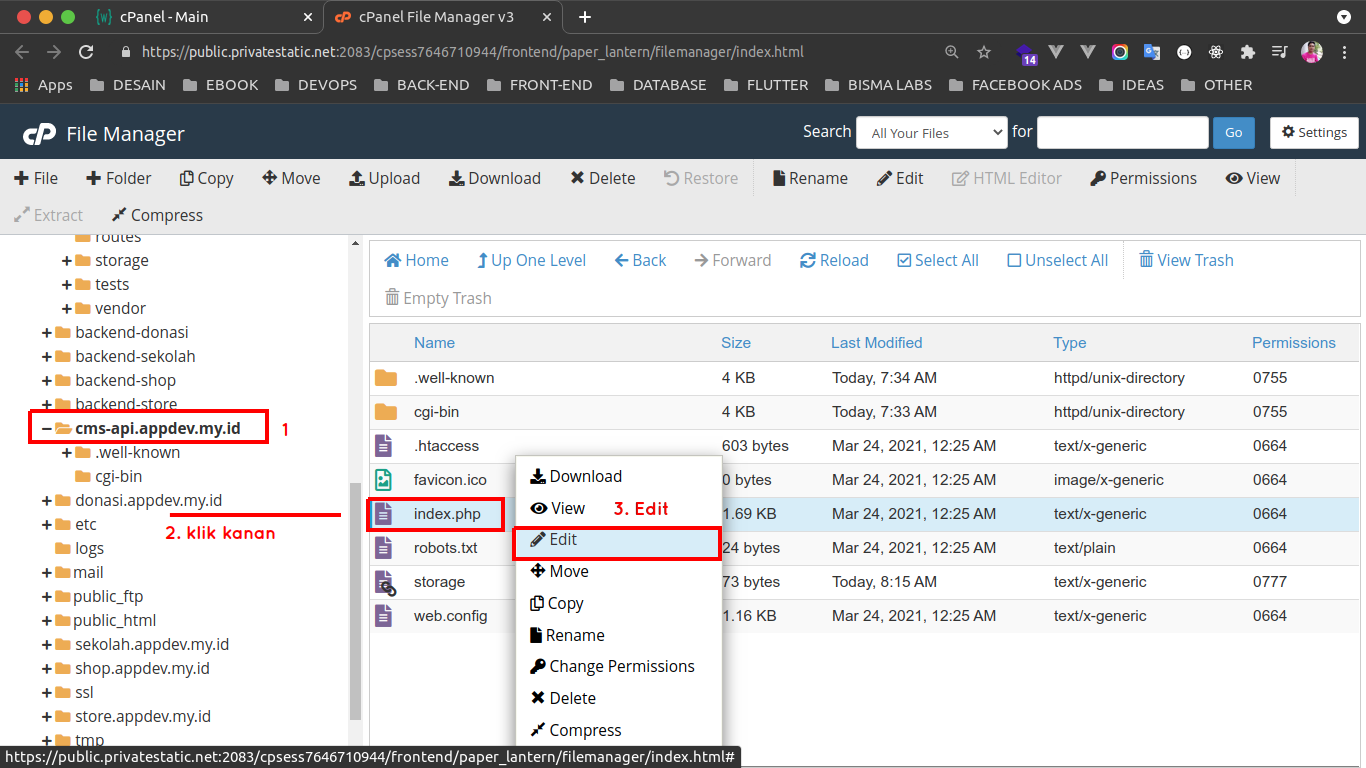 cPanel - Main
cPanel File Manager v3
https://public.privatestatic.net:2083/cpsess7646710944/frontend/paper_lantern/filemanager/index.html
14
Apps DESAIN EBOOK DEVOPS BACK-END FRONT-END DATABASE FLUTTER BISMA LABS FACEBOOK ADS IDEAS OTHER
cP File Manager
Search All Your Files for Go Settings
File Folder Copy Move Upload Download Delete Restore Rename Edit HTML Editor Permissions View
Extract Compress
routes
storage
tests
vendor
backend-donasi
backend-sekolah
backend-shop
backend-store
cms-api.appdev.my.id 1
.well-known
cgi-bin
donasi.appdev.my.id
etc
2. klik kanan
logs
mail
public_ftp
public_html
sekolah.appdev.my.id
shop.appdev.my.id
ssl
store.appdev.my.id
tmp
Home Up One Level Back Forward Reload Select All Unselect All View Trash
Empty Trash
Name Size Last Modified Type Permissions
.well-known 4 KB Today, 7:34 AM httpd/unix-directory 0755
cgi-bin 4 KB Today, 7:33 AM httpd/unix-directory 0755
.htaccess 603 bytes Mar 24, 2021, 12:25 AM text/x-generic 0664
favicon.ico 0 bytes Mar 24, 2021, 12:25 AM image/x-generic 0664
index.php 1.69 KB Mar 24, 2021, 12:25 AM text/x-generic 0664
robots.txt 24 bytes Mar 24, 2021, 12:25 AM text/plain 0664
storage 73 bytes Today, 8:15 AM text/x-generic 0777
web.config 1.16 KB Mar 24, 2021, 12:25 AM text/x-generic 0664
Download
View 3. Edit
Edit
Move
Copy
Rename
Change Permissions
Delete
Compress
https://public.privatestatic.net:2083/cpsess7646710944/frontend/paper_lantern/filemanager/index.html#